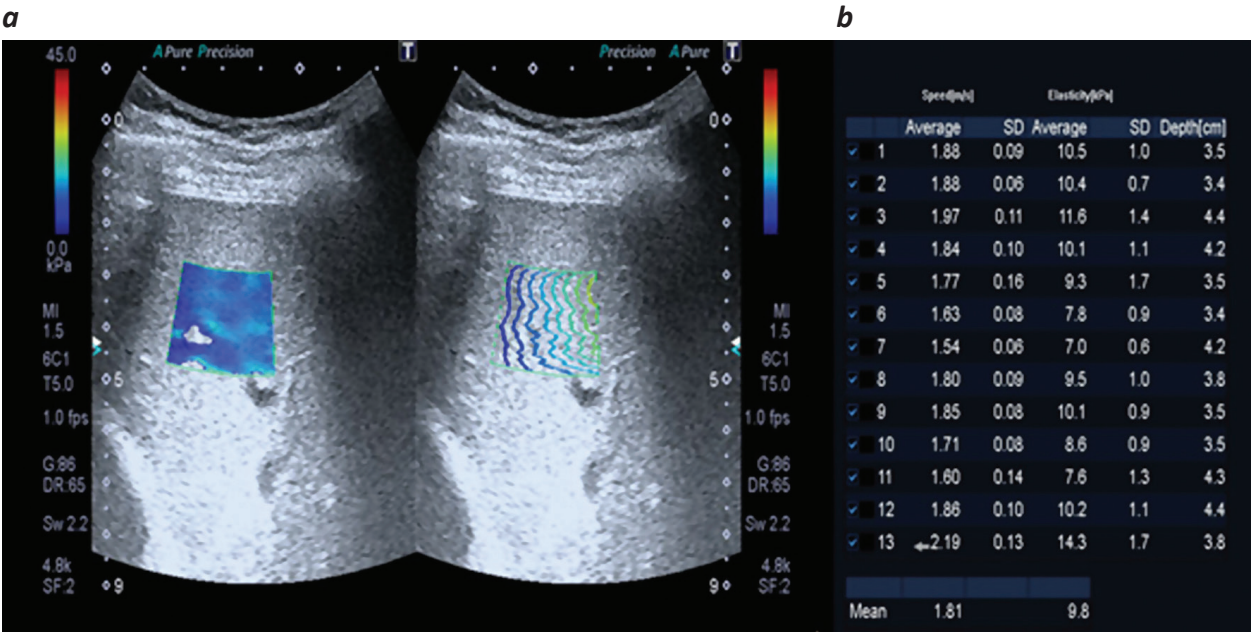 a
b
45.0
A Pure Precision
T
Precision A Pure
T
0
0
0.0
kPa
MI
1.5
6C1
T5.0
1.0 fps
G:86
DR:65
Sw 2.2
4.8k
SF:2
5
9
MI
1.5
6C1
T5.0
1.0 fps
G:86
DR:65
Sw 2.2
4.8k
SF:2
5
9
Speed[m/s] Elasticity[kPa]
Average SD Average SD Depth[cm]
1 1.88 0.09 10.5 1.0 3.5
2 1.88 0.06 10.4 0.7 3.4
3 1.97 0.11 11.6 1.4 4.4
4 1.84 0.10 10.1 1.1 4.2
5 1.77 0.16 9.3 1.7 3.5
6 1.63 0.08 7.8 0.9 3.4
7 1.54 0.06 7.0 0.6 4.2
8 1.80 0.09 9.5 1.0 3.8
9 1.85 0.08 10.1 0.9 3.5
10 1.71 0.08 8.6 0.9 3.5
11 1.60 0.14 7.6 1.3 4.3
12 1.86 0.10 10.2 1.1 4.4
13 2.19 0.13 14.3 1.7 3.8
Mean 1.81 9.8